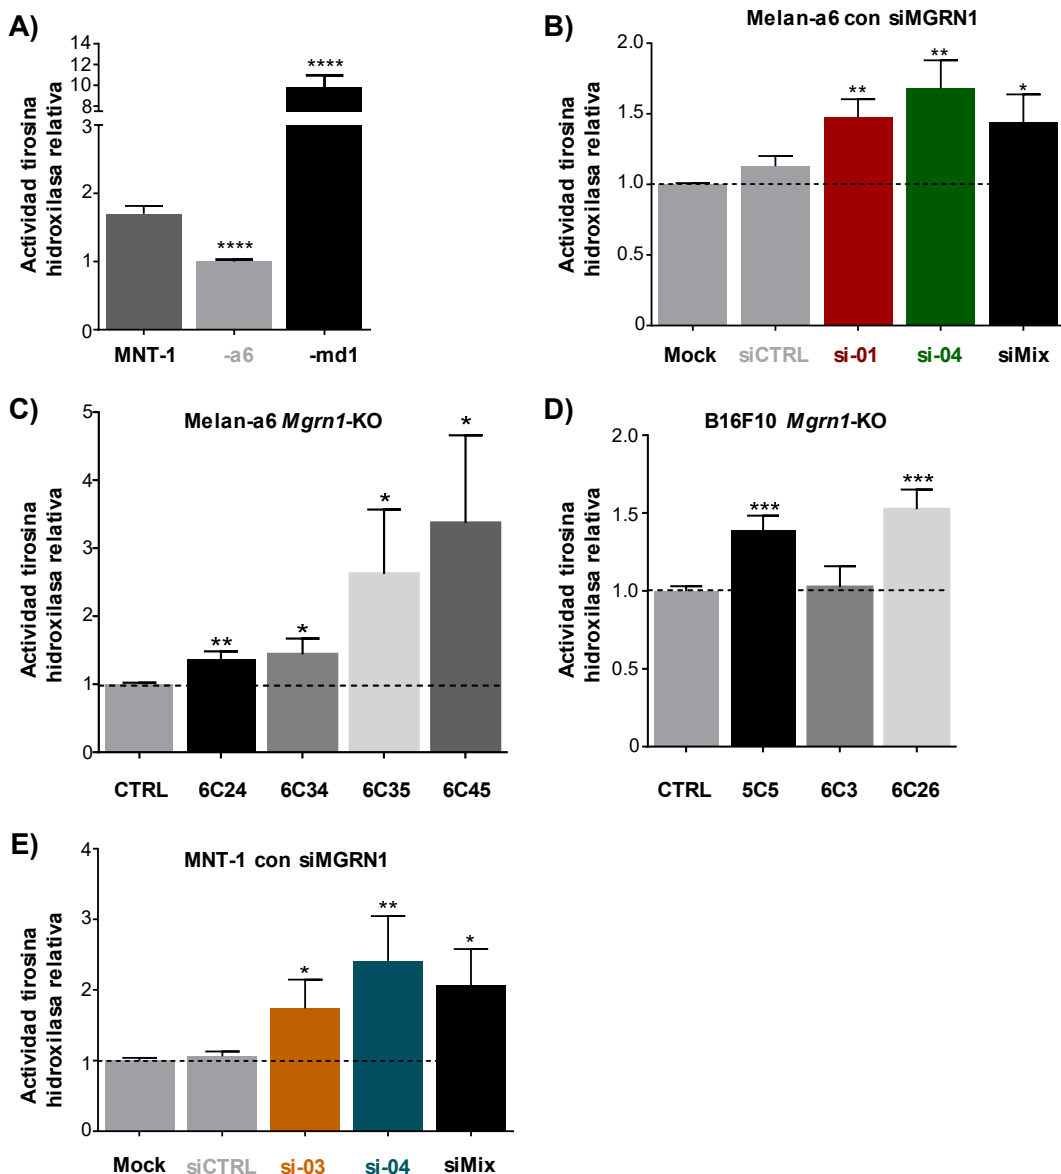 A)
Actividad tirosina
hidroxilasa relativa
14
12
10
8
3
2
1
0
****
****
MNT-1 -a6 -md1
B)
Melan-a6 con siMGRN1
Actividad tirosina
hidroxilasa relativa
2.0
1.5
1.0
0.5
0
**
**
*
Mock siCTRL si-01 si-04 siMix
C)
Melan-a6 Mgrn1-KO
Actividad tirosina
hidroxilasa relativa
5
4
3
2
1
0
**
*
*
*
CTRL 6C24 6C34 6C35 6C45
D)
B16F10 Mgrn1-KO
Actividad tirosina
hidroxilasa relativa
2.0
1.5
1.0
0.5
0
***
***
CTRL 5C5 6C3 6C26
E)
MNT-1 con siMGRN1
Actividad tirosina
hidroxilasa relativa
4
3
2
1
0
*
**
*
Mock siCTRL si-03 si-04 siMix